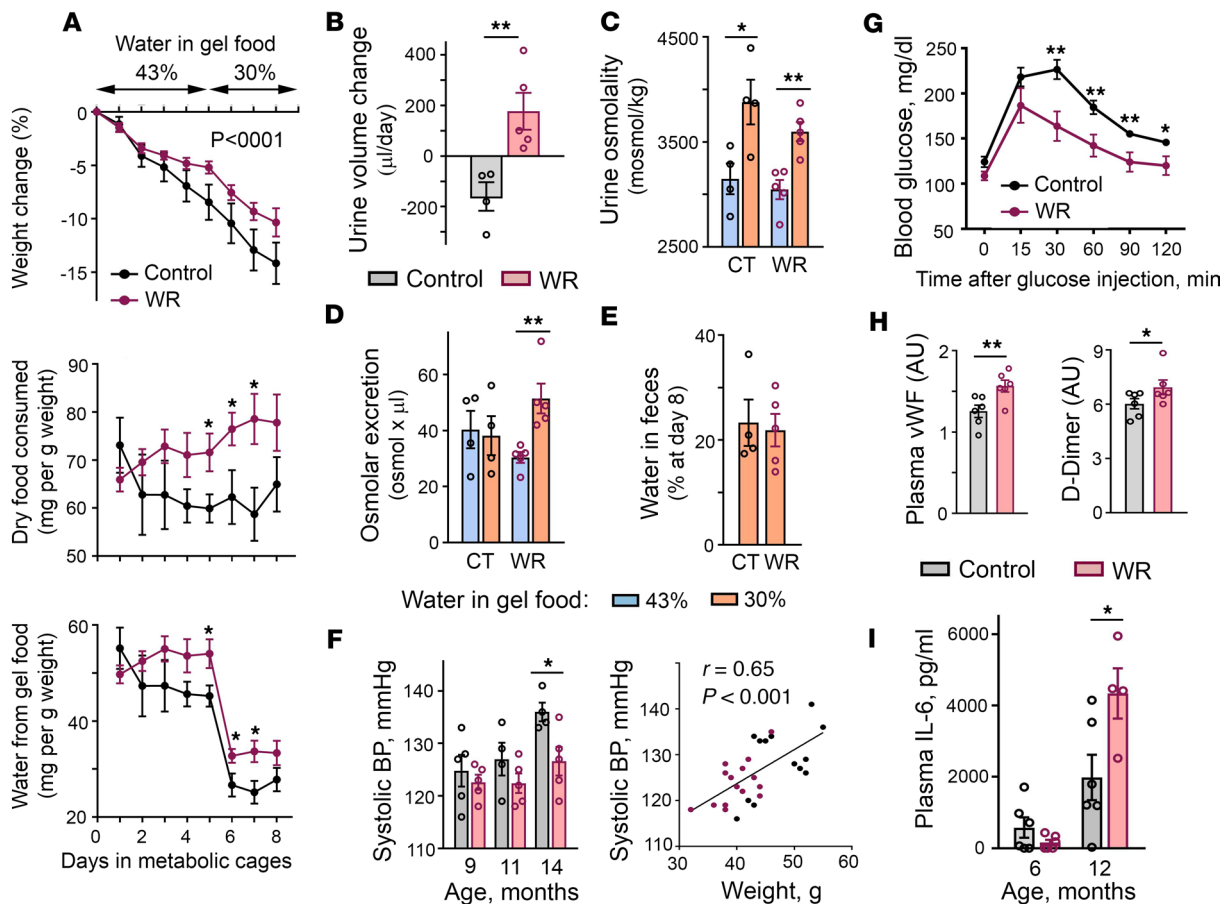 A
Water in gel food
43% 30%
Weight change (%)
0
-5
-10
-15
P<0001
Control
WR
Dry food consumed
(mg per g weight)
90
80
70
60
50
* * *
Water from gel food
(mg per g weight)
60
40
20
* * *
0 2 4 6 8
Days in metabolic cages
B
Urine volume change
(µl/day)
400
200
0
-200
**
Control WR
C
Urine osmolality
(mosmol/kg)
4500
3500
2500
* **
CT WR
D
Osmolar excretion
(osmol x µl)
60
40
20
0
**
CT WR
E
Water in feces
(% at day 8)
40
20
0
CT WR
Water in gel food: 43% 30%
F
Systolic BP, mmHg
140
130
120
110
*
9 11 14
Age, months
Systolic BP, mmHg
140
130
120
110
r = 0.65
P < 0.001
30 40 50 60
Weight, g
G
Blood glucose, mg/dl
250
200
150
100
50
** ** ** *
Control
WR
0 15 30 60 90 120
Time after glucose injection, min
H
Plasma vWF (AU)
2
1
0
**
D-Dimer (AU)
9
6
3
0
*
Control WR
I
Plasma IL-6, pg/ml
6000
4000
2000
0
*
6 12
Age, months